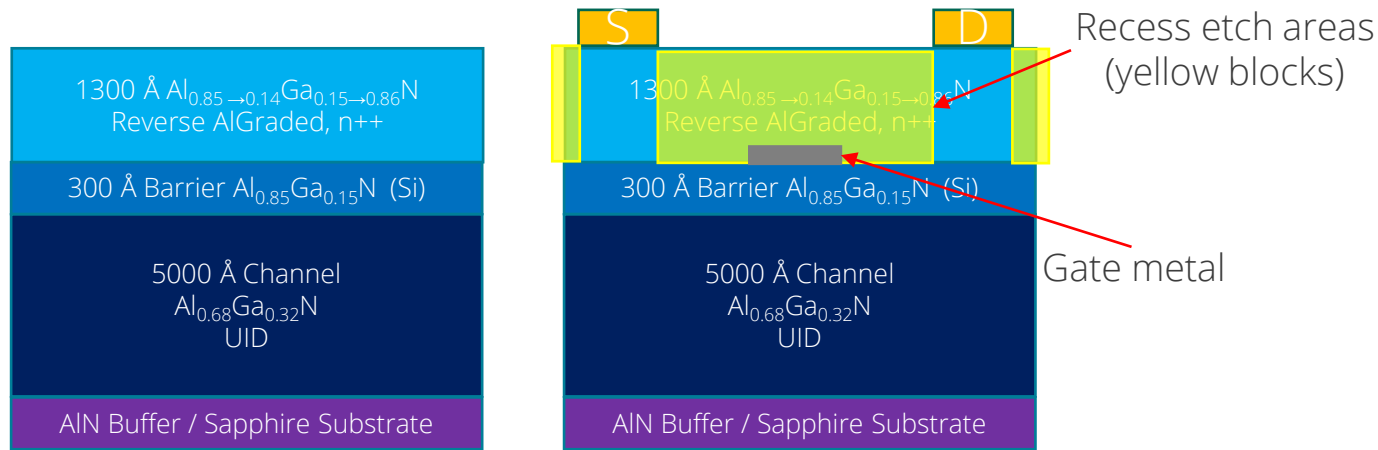 1300 Å Al0.85→0.14Ga0.15→0.86N
Reverse AlGraded, n++
300 Å Barrier Al0.85Ga0.15N (Si)
5000 Å Channel
Al0.68Ga0.32N
UID
AlN Buffer / Sapphire Substrate
S
D
1300 Å Al0.85→0.14Ga0.15→0.86N
Reverse AlGraded, n++
300 Å Barrier Al0.85Ga0.15N (Si)
5000 Å Channel
Al0.68Ga0.32N
UID
AlN Buffer / Sapphire Substrate
Recess etch areas
(yellow blocks)
Gate metal